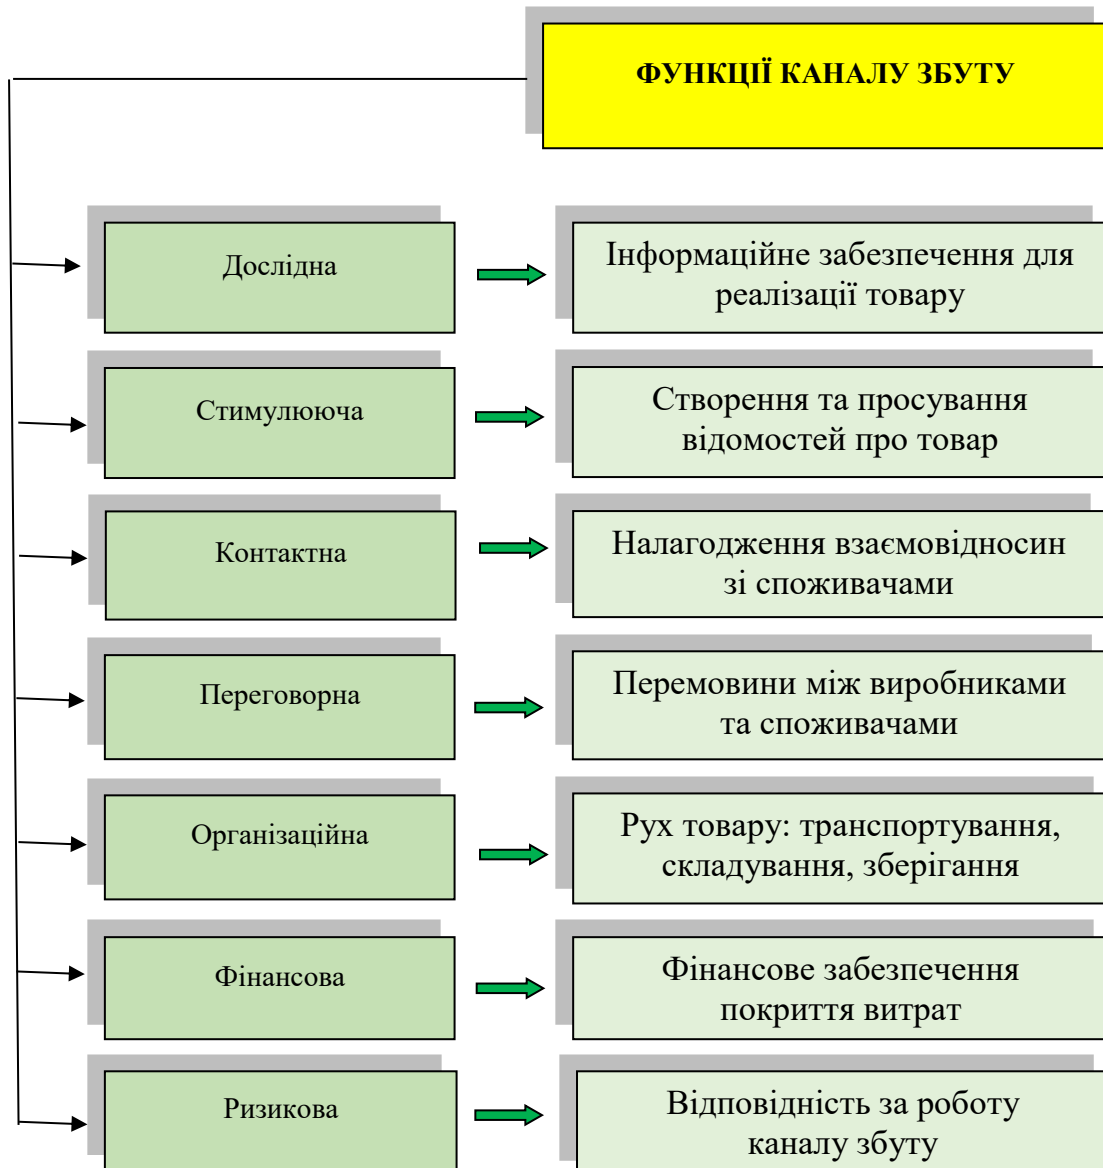 ФУНКЦІЇ КАНАЛУ ЗБУТУ
Дослідна
Інформаційне забезпечення для
реалізації товару
Стимулююча
Створення та просування
відомостей про товар
Контактна
Налагодження взаємовідносин
зі споживачами
Переговорна
Перемовини між виробниками
та споживачами
Організаційна
Рух товару: транспортування,
складування, зберігання
Фінансова
Фінансове забезпечення
покриття витрат
Ризикова
Відповідність за роботу
каналу збуту